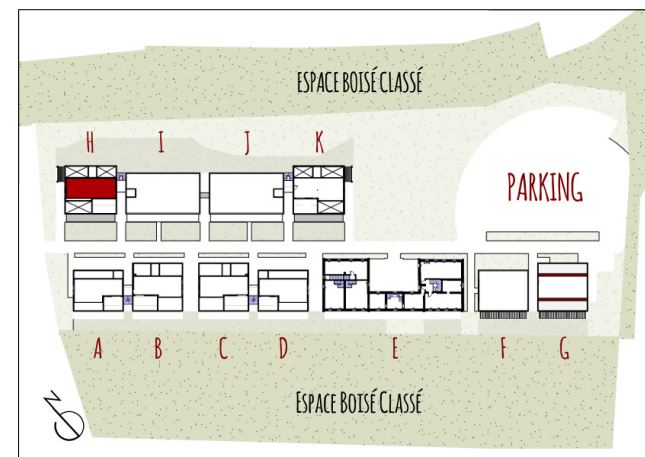 ESPACE BOISÉ CLASSÉ
H I J K
PARKING
A B C D E F G
ESPACE BOISÉ CLASSÉ
N